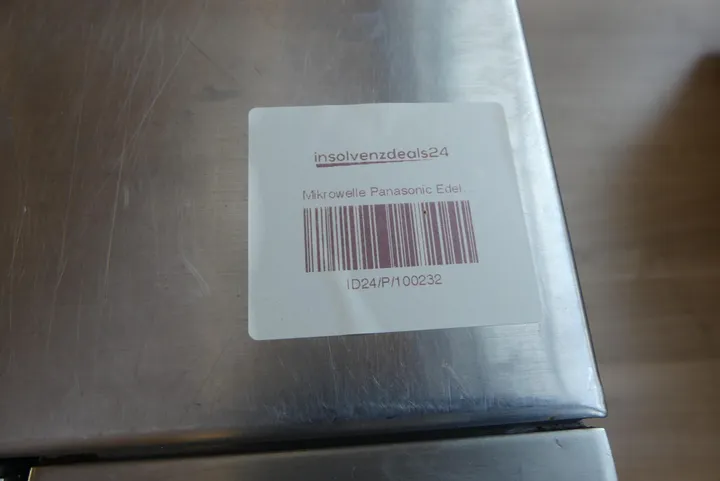 insolvenzdeals24
Mikrowelle Panasonic Edel...
ID24/P/100232